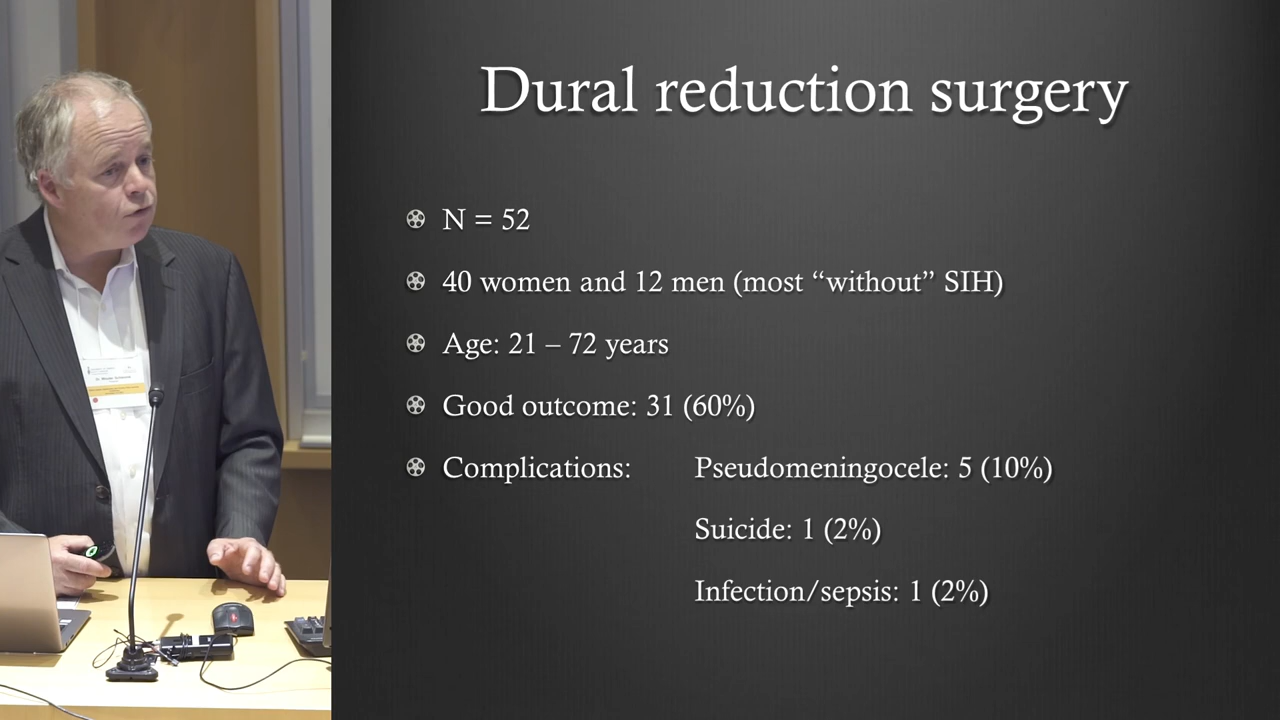 Dural reduction surgery
N = 52
40 women and 12 men (most “without” SIH)
Age: 21 – 72 years
Good outcome: 31 (60%)
Complications: Pseudomeningocele: 5 (10%)
Suicide: 1 (2%)
Infection/sepsis: 1 (2%)